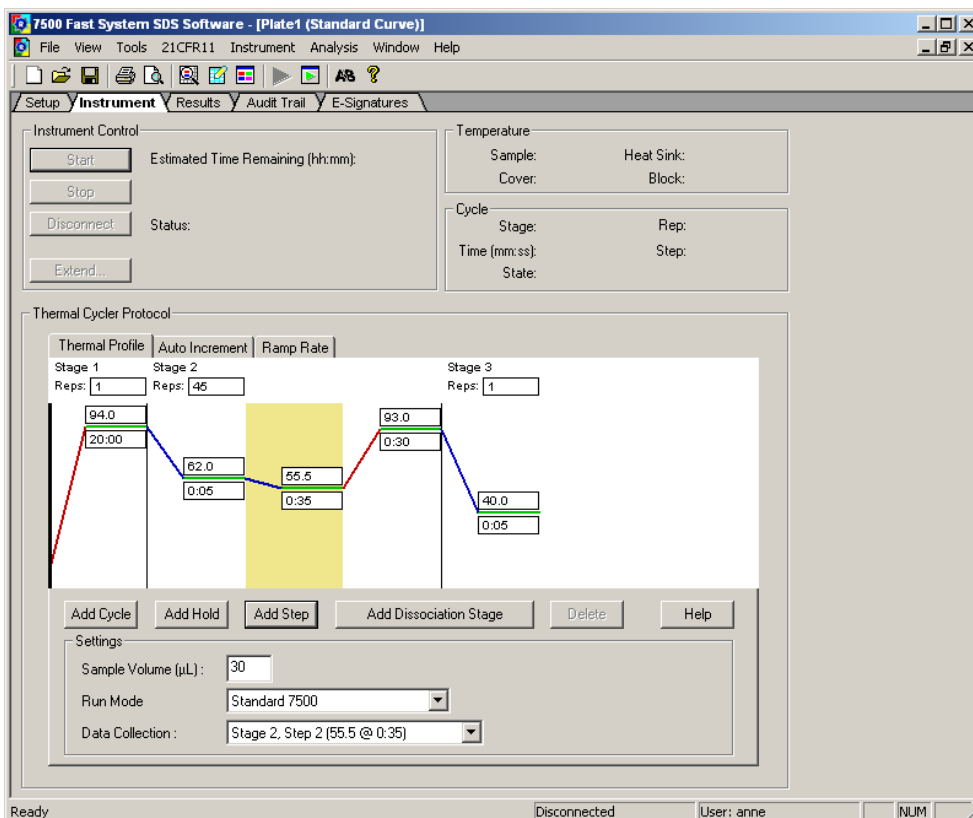 7500 Fast System SDS Software - [Plate1 (Standard Curve)]
File View Tools 21CFR11 Instrument Analysis Window Help
Setup Instrument Results Audit Trail E-Signatures
Instrument Control
Start
Estimated Time Remaining (hh:mm):
Stop
Disconnect
Status:
Extend...
Temperature
Sample: Heat Sink:
Cover: Block:
Cycle
Stage: Rep:
Time (mm:ss): Step:
State:
Thermal Cycler Protocol
Thermal Profile Auto Increment Ramp Rate
Stage 1 Stage 2 Stage 3
Reps: 1 Reps: 45 Reps: 1
94.0
20:00
62.0
0:05
55.5
0:35
93.0
0:30
40.0
0:05
Add Cycle Add Hold Add Step Add Dissociation Stage Delete Help
Settings
Sample Volume (µL) : 30
Run Mode Standard 7500
Data Collection : Stage 2, Step 2 (55.5 @ 0:35)
Ready Disconnected User: anne NUM